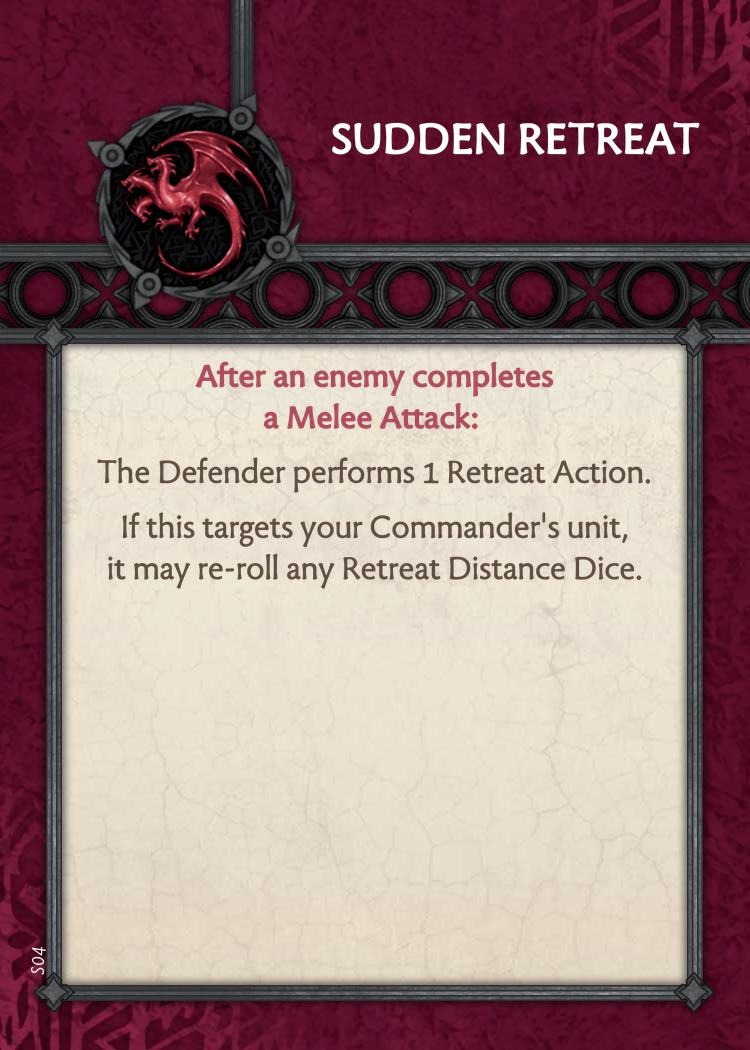 SUDDEN RETREAT
After an enemy completes
a Melee Attack:
The Defender performs 1 Retreat Action.
If this targets your Commander's unit,
it may re-roll any Retreat Distance Dice.
S04